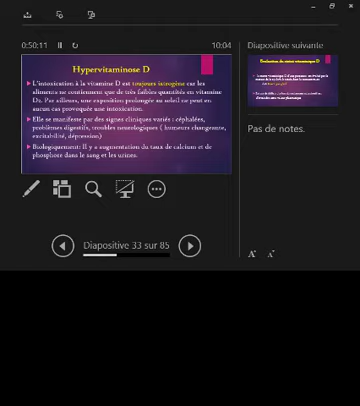 0:50:11
10:04
Diapositive suivante
Hypervitaminose D
L'intoxication à la vitamine D est toujours iatrogène car les
aliments ne contiennent que de très faibles quantités en vitamine
D2. Par ailleurs, une exposition prolongée au soleil ne peut en
aucun cas provoquée une intoxication.
Elle se manifeste par des signes cliniques variés : céphalées,
problèmes digestifs, troubles neurologiques ( humeurs changeante,
excitabilité, dépression)
Biologiquement: Il y a augmentation du taux de calcium et de
phosphore dans le sang et les urines.
Pas de notes.
Diapositive 33 sur 85
A
A